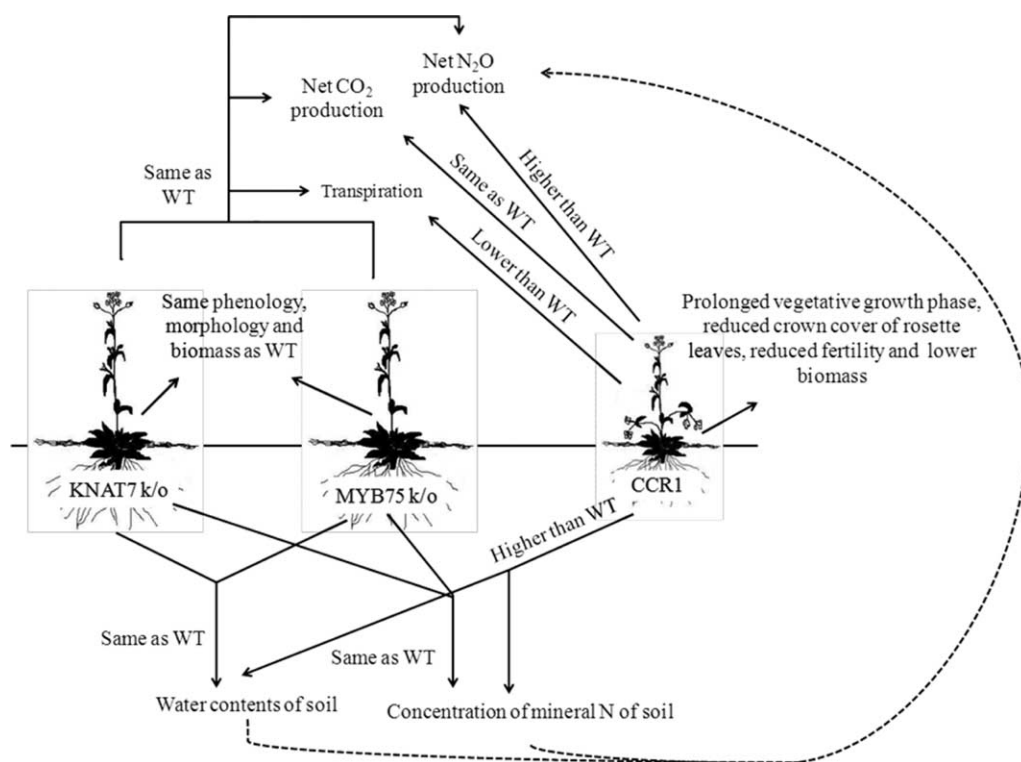 Net N₂O
production
Net CO₂
production
Same as
WT
Transpiration
Same as WT
Higher than WT
Lower than WT
Same phenology,
morphology and
biomass as WT
Prolonged vegetative growth phase,
reduced crown cover of rosette
leaves, reduced fertility and lower
biomass
KNAT7 k/o
MYB75 k/o
CCR1
Higher than WT
Same as WT
Same as WT
Water contents of soil
Concentration of mineral N of soil